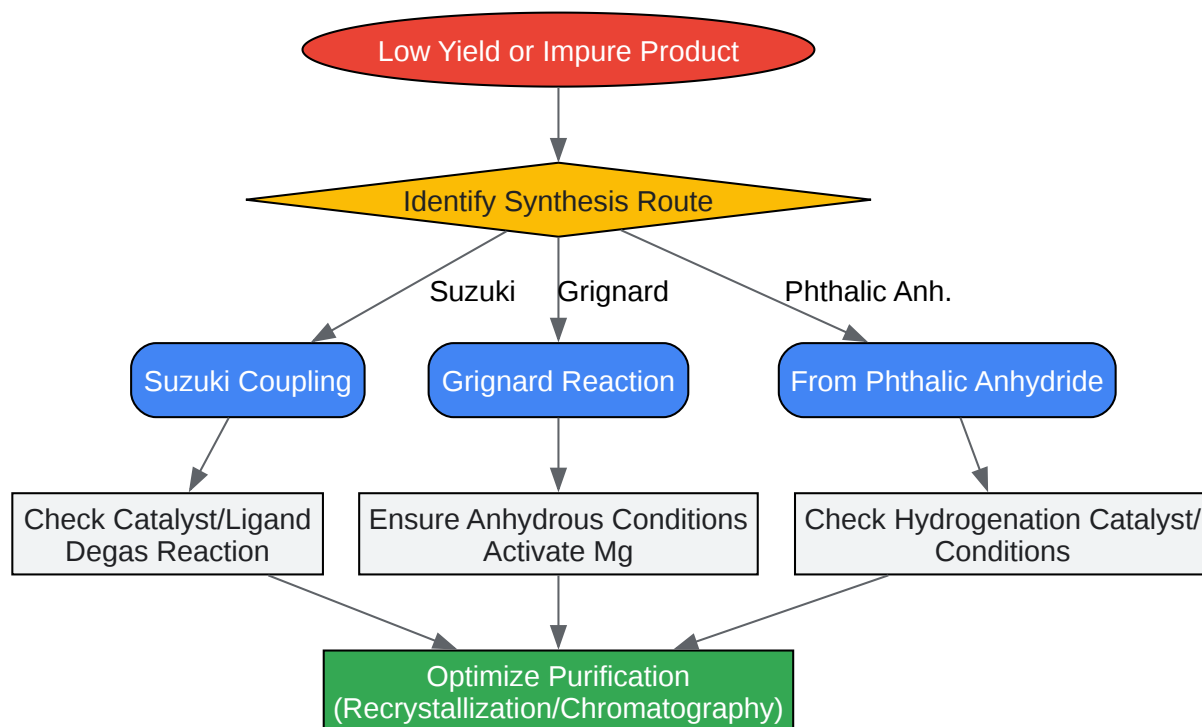 Low Yield or Impure Product
Identify Synthesis Route
Suzuki
Grignard
Phthalic Anh.
Suzuki Coupling
Grignard Reaction
From Phthalic Anhydride
Check Catalyst/Ligand
Degas Reaction
Ensure Anhydrous Conditions
Activate Mg
Check Hydrogenation Catalyst/
Conditions
Optimize Purification
(Recrystallization/Chromatography)